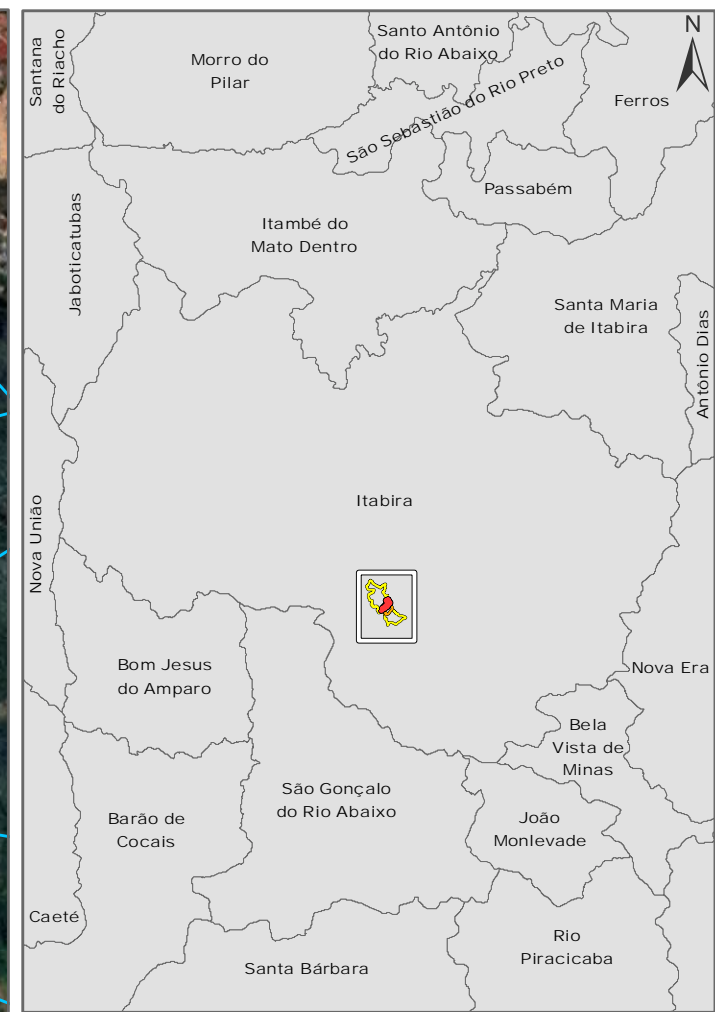 N
Santana
do Riacho
Morro do
Pilar
Santo Antônio
do Rio Abaixo
São Sebastião do Rio Preto
Ferros
Passabém
Jaboticatubas
Itambé do
Mato Dentro
Santa Maria
de Itabira
Antônio Dias
Itabira
Nova União
Bom Jesus
do Amparo
Nova Era
Bela
Vista de
Minas
São Gonçalo
do Rio Abaixo
Barão de
Cocais
João
Monlevade
Caeté
Santa Bárbara
Rio
Piracicaba